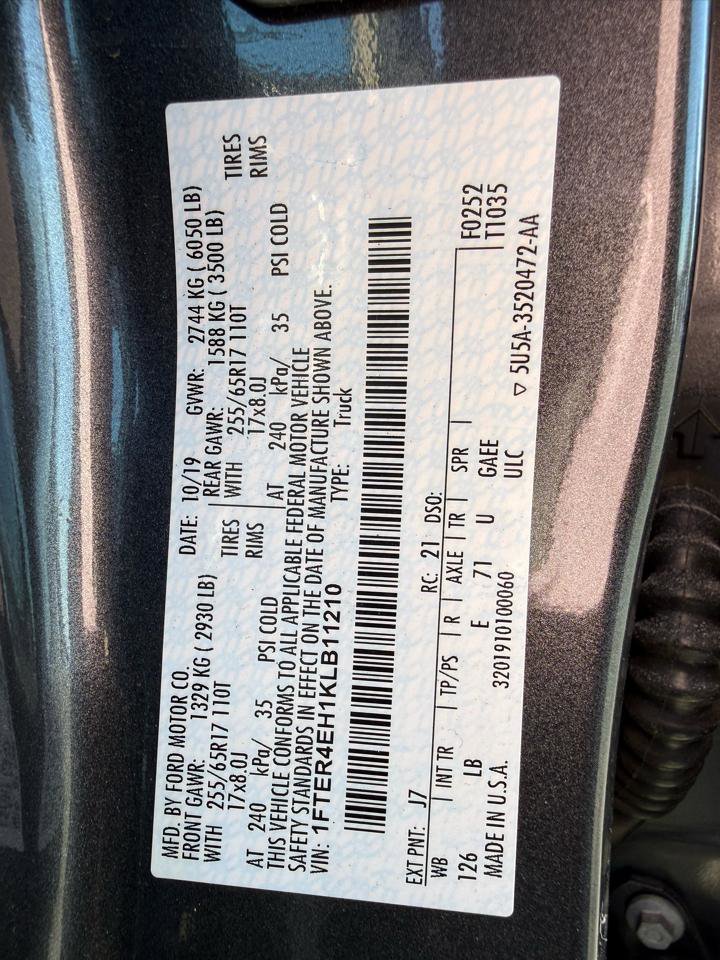 MFD. BY FORD MOTOR CO.
DATE: 10/19 GVWR: 2744 KG ( 6050 LB)
FRONT GAWR: 1329 KG ( 2930 LB) REAR GAWR: 1588 KG ( 3500 LB)
WITH 255/65R17 110T TIRES WITH 255/65R17 110T TIRES
17x8.0J RIMS 17x8.0J RIMS
AT 240 kPa/ 35 PSI COLD AT 240 kPa/ 35 PSI COLD
THIS VEHICLE CONFORMS TO ALL APPLICABLE FEDERAL MOTOR VEHICLE
SAFETY STANDARDS IN EFFECT ON THE DATE OF MANUFACTURE SHOWN ABOVE.
VIN: 1FTER4EH1KLB11210 TYPE: Truck
EXT PNT: J7 RC: 21 DSO: F0252
WB INT TR TP/PS R AXLE TR SPR T1035
126 LB E 71 U GAEE
MADE IN U.S.A. 3201910100060 ULC ▽ 5U5A-3520472-AA